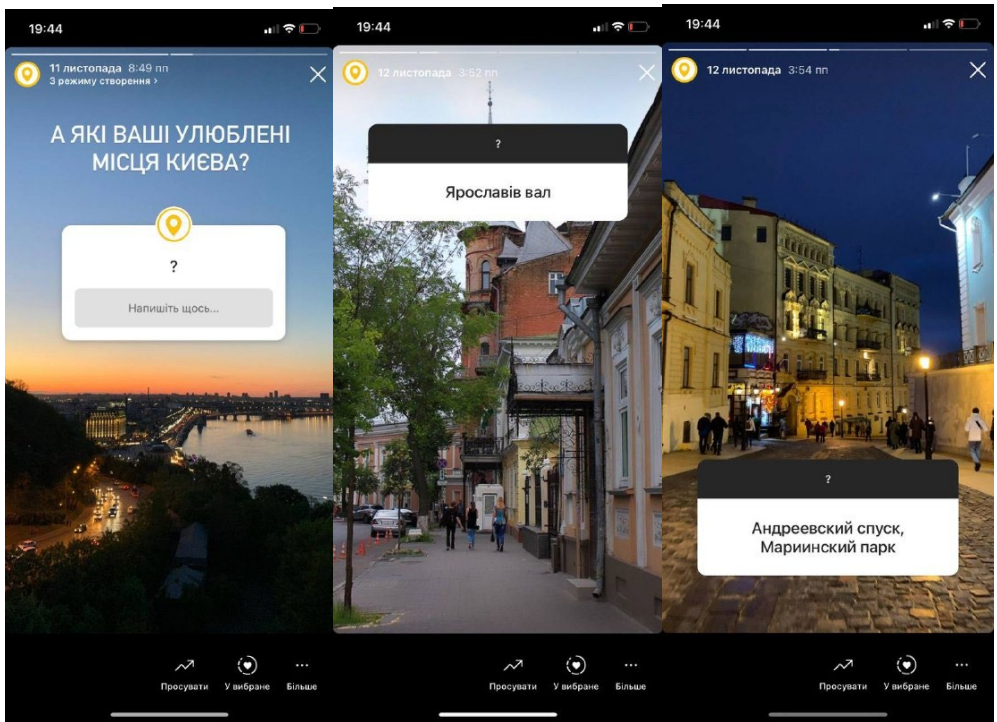 19:44
11 листопада 8:49 пп
З режиму створення >
А ЯКІ ВАШІ УЛЮБЛЕНІ
МІСЦЯ КИЄВА?
?
Напишіть щось...
Просувати У вибране Більше
19:44
12 листопада 3:52 пп
?
Ярославів вал
Просувати У вибране Більше
19:44
12 листопада 3:54 пп
?
Андреевский спуск,
Мариинский парк
Просувати У вибране Більше